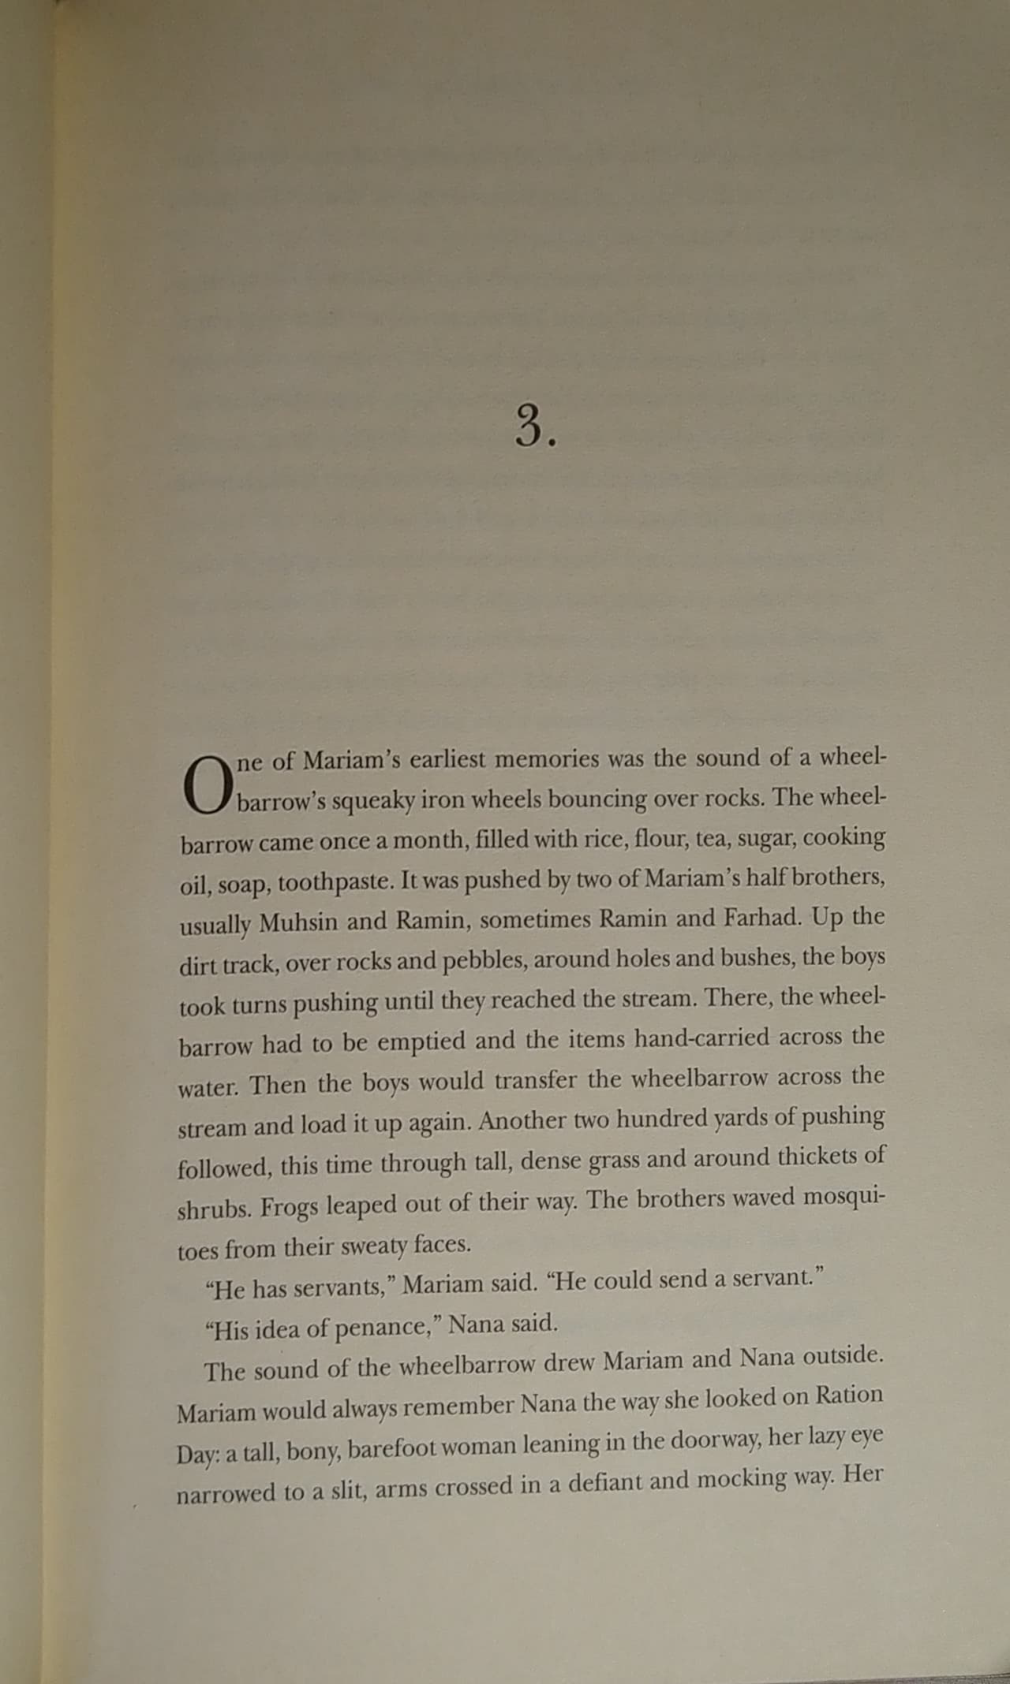 3.
One of Mariam’s earliest memories was the sound of a wheel-
barrow’s squeaky iron wheels bouncing over rocks. The wheel-
barrow came once a month, filled with rice, flour, tea, sugar, cooking
oil, soap, toothpaste. It was pushed by two of Mariam’s half brothers,
usually Muhsin and Ramin, sometimes Ramin and Farhad. Up the
dirt track, over rocks and pebbles, around holes and bushes, the boys
took turns pushing until they reached the stream. There, the wheel-
barrow had to be emptied and the items hand-carried across the
water. Then the boys would transfer the wheelbarrow across the
stream and load it up again. Another two hundred yards of pushing
followed, this time through tall, dense grass and around thickets of
shrubs. Frogs leaped out of their way. The brothers waved mosqui-
toes from their sweaty faces.
“He has servants,” Mariam said. “He could send a servant.”
“His idea of penance,” Nana said.
The sound of the wheelbarrow drew Mariam and Nana outside.
Mariam would always remember Nana the way she looked on Ration
Day: a tall, bony, barefoot woman leaning in the doorway, her lazy eye
narrowed to a slit, arms crossed in a defiant and mocking way. Her